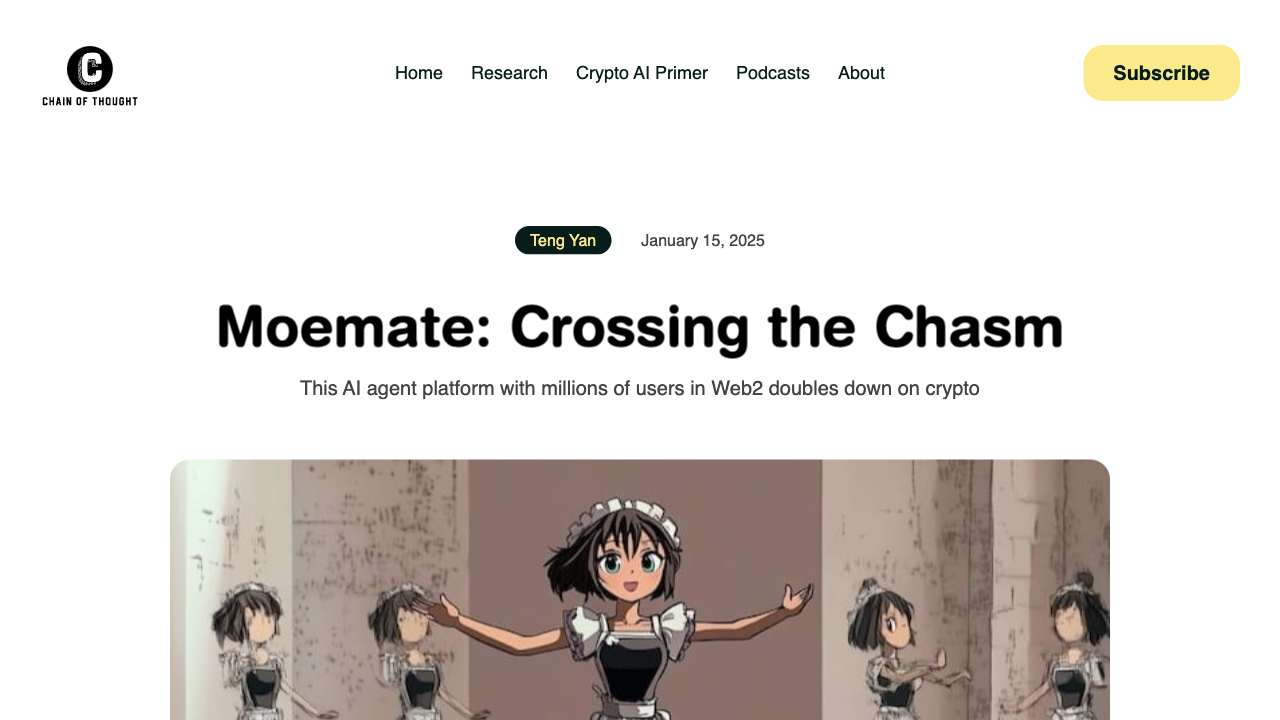 C
CHAIN OF THOUGHT
Home
Research
Crypto AI Primer
Podcasts
About
Subscribe
Teng Yan
January 15, 2025
Moemate: Crossing the Chasm
This AI agent platform with millions of users in Web2 doubles down on crypto